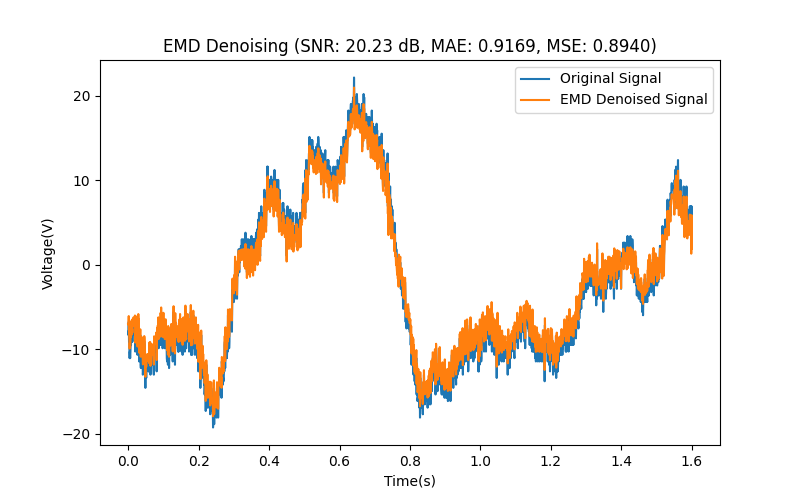 EMD Denoising (SNR: 20.23 dB, MAE: 0.9169, MSE: 0.8940)
Original Signal
EMD Denoised Signal
20
10
0
−10
−20
Voltage(V)
0.0 0.2 0.4 0.6 0.8 1.0 1.2 1.4 1.6
Time(s)